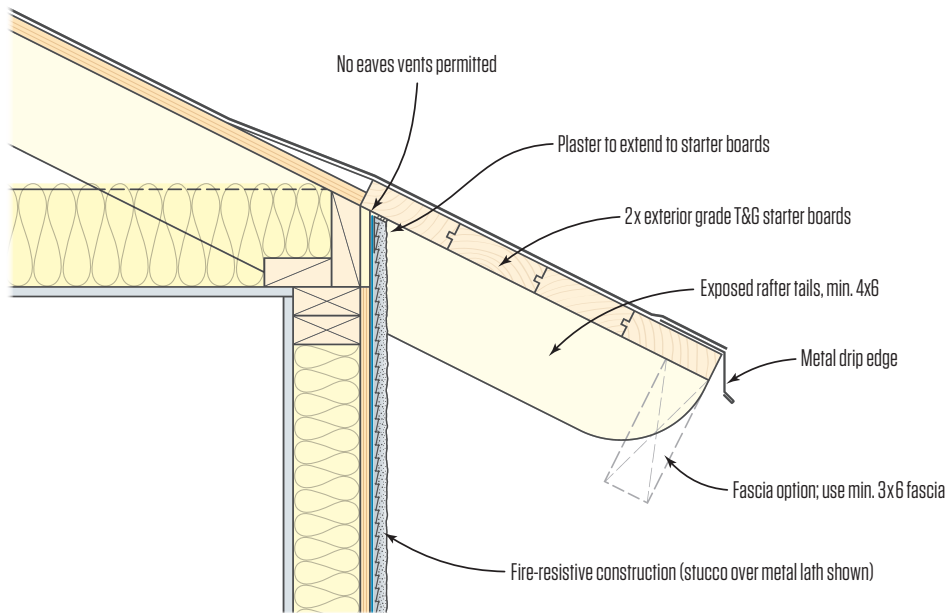 No eaves vents permitted
Plaster to extend to starter boards
2x exterior grade T&G starter boards
Exposed rafter tails, min. 4x6
Metal drip edge
Fascia option; use min. 3x6 fascia
Fire-resistive construction (stucco over metal lath shown)